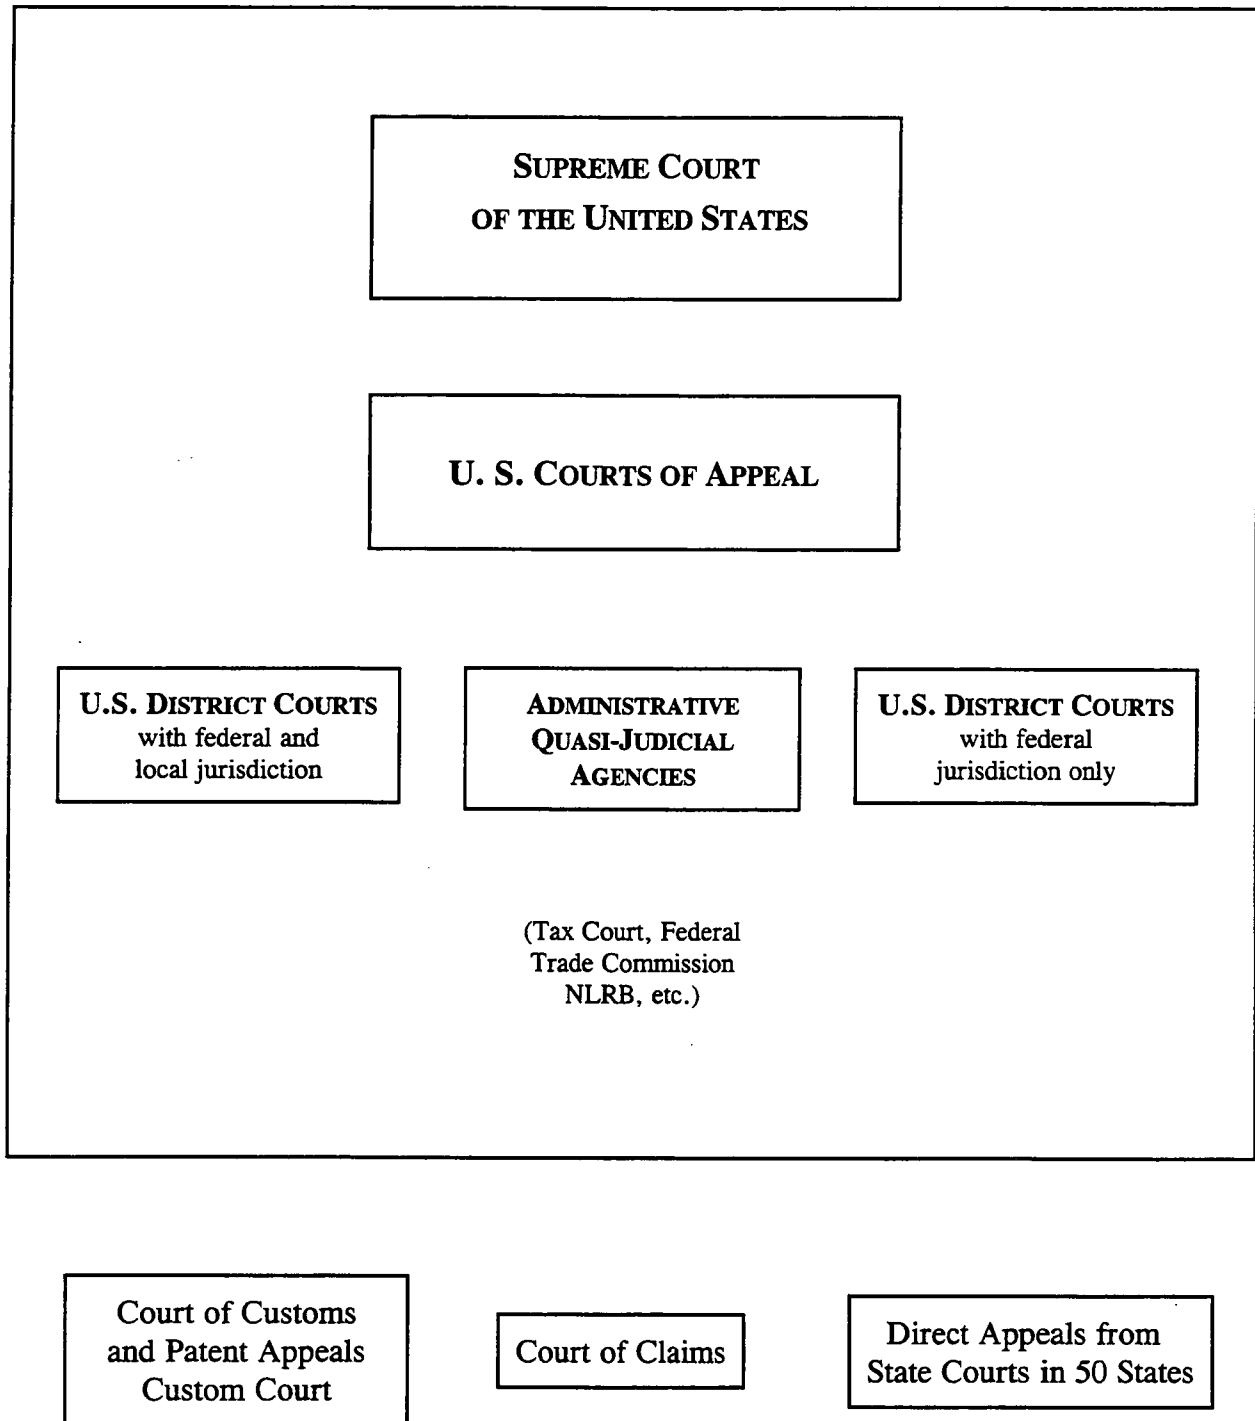 SUPREME COURT
OF THE UNITED STATES
U. S. COURTS OF APPEAL
U.S. DISTRICT COURTS
with federal and
local jurisdiction
ADMINISTRATIVE
QUASI-JUDICIAL
AGENCIES
U.S. DISTRICT COURTS
with federal
jurisdiction only
(Tax Court, Federal
Trade Commission
NLRB, etc.)
Court of Customs
and Patent Appeals
Custom Court
Court of Claims
Direct Appeals from
State Courts in 50 States